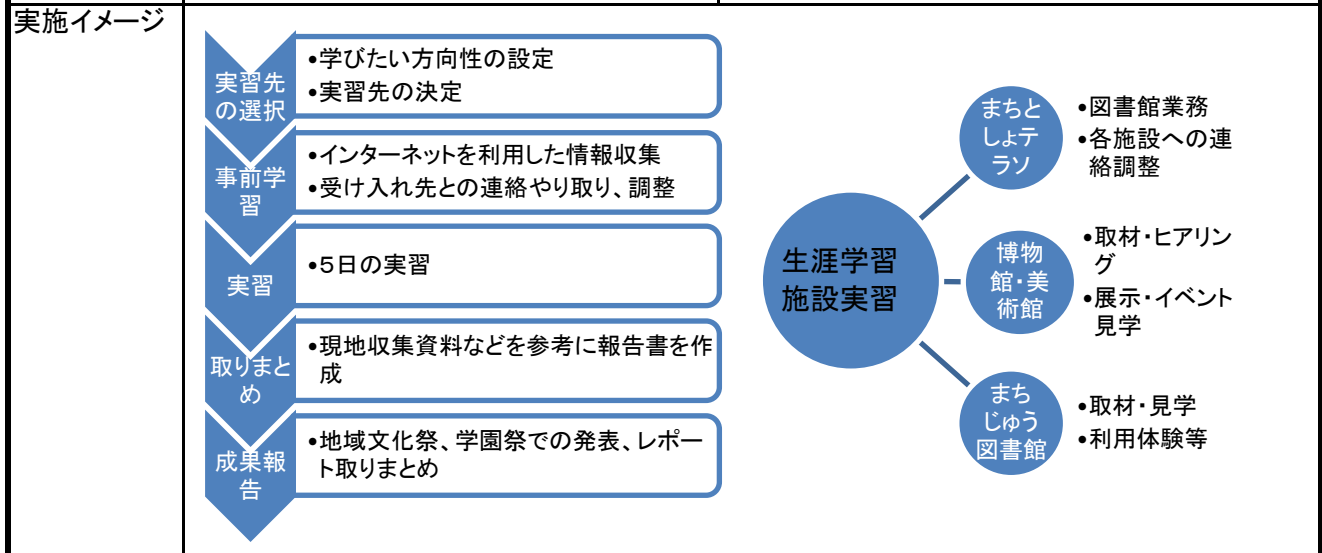 実施イメージ
実習先
の選択
•学びたい方向性の設定
•実習先の決定
事前学
習
•インターネットを利用した情報収集
•受け入れ先との連絡やり取り、調整
実習
•５日の実習
取りまと
め
•現地収集資料などを参考に報告書を作
成
成果報
告
•地域文化祭、学園祭での発表、レポー
ト取りまとめ
生涯学習
施設実習
まちと
しょテ
ラソ
•図書館業務
•各施設への連
絡調整
博物
館・美
術館
•取材・ヒアリン
グ
•展示・イベント
見学
まち
じゅう
図書館
•取材・見学
•利用体験等